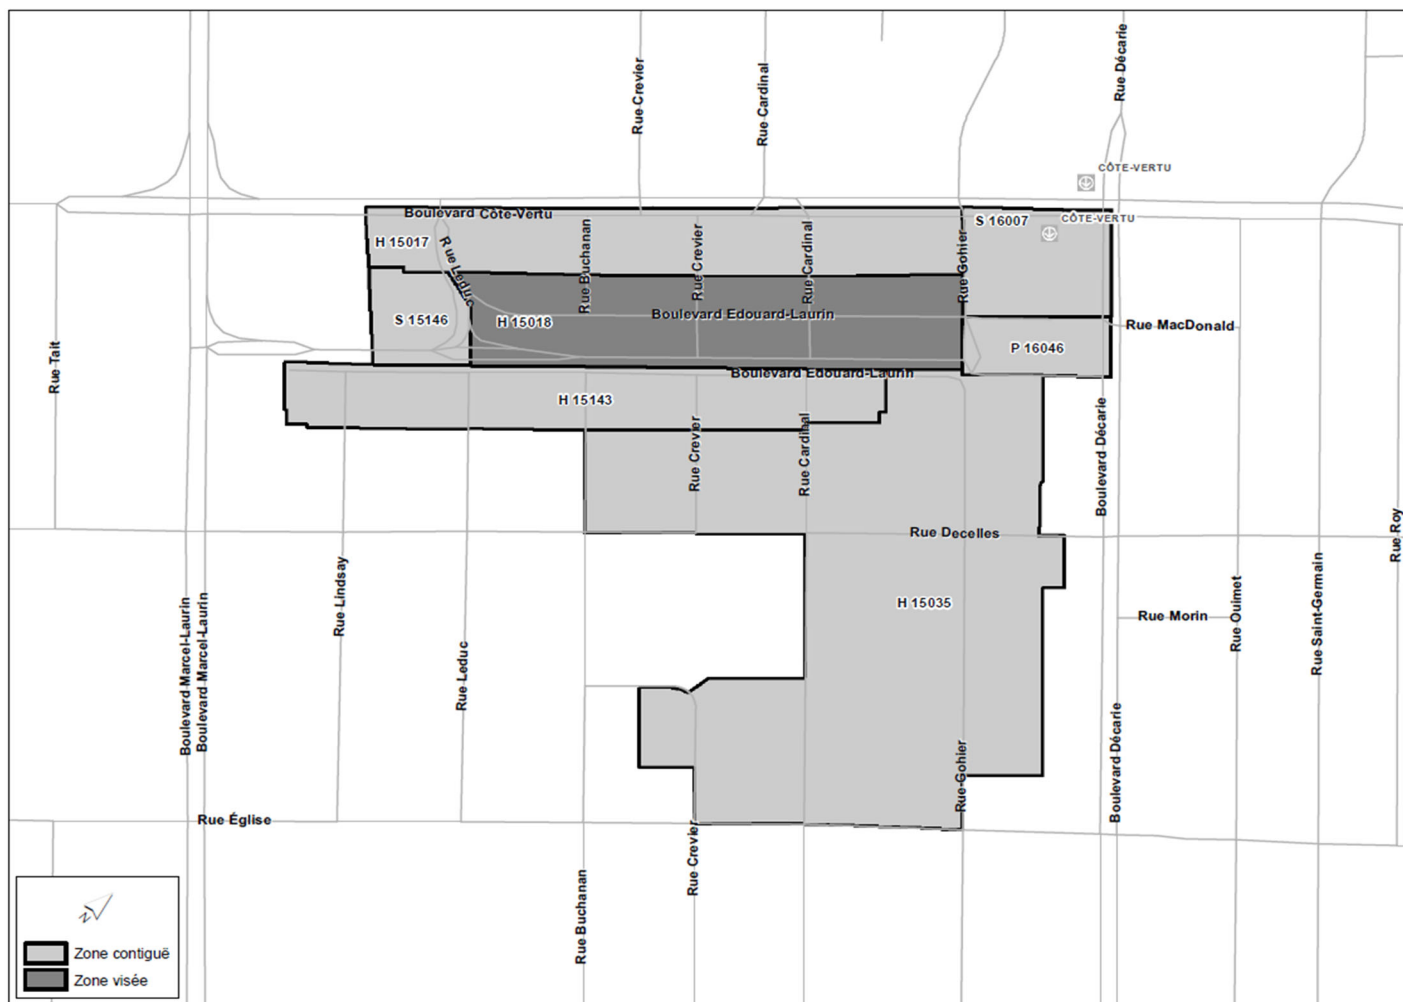 Rue Crevier
Rue Cardinal
Rue Décarie
CÔTE-VERTU
Boulevard Côte-Vertu
S 16007
CÔTE-VERTU
H 15017
Rue Leduc
Rue Buchanan
Rue Crevier
Rue Cardinal
Rue Gohier
S 15146
H 15018
Boulevard Edouard-Laurin
Rue MacDonald
P 16046
Rue Tait
Boulevard Edouard-Laurin
H 15143
Rue Crevier
Rue Cardinal
Boulevard Décarie
Rue Decelles
Rue Roy
Rue Lindsay
H 15035
Rue Morin
Rue Ouimet
Rue Saint-Germain
Boulevard Marcel-Laurin
Boulevard Marcel-Laurin
Rue Leduc
Rue Gohier
Boulevard Décarie
Rue Église
Rue Crevier
Rue Buchanan
N
Zone contiguë
Zone visée